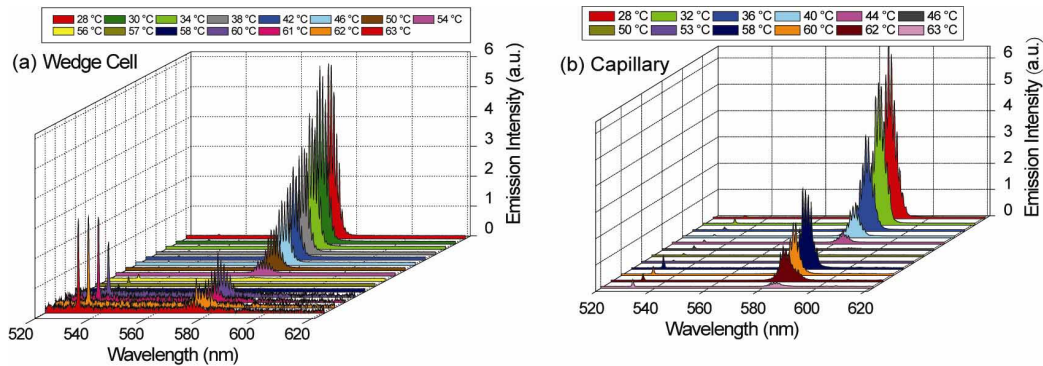 28 °C 30 °C 34 °C 38 °C 42 °C 46 °C 50 °C 54 °C
56 °C 57 °C 58 °C 60 °C 61 °C 62 °C 63 °C
(a) Wedge Cell
6
5
4
3
2
1
0
Emission Intensity (a.u.)
520 540 560 580 600 620
Wavelength (nm)
28 °C 32 °C 36 °C 40 °C 44 °C 46 °C
50 °C 53 °C 58 °C 60 °C 62 °C 63 °C
(b) Capillary
6
5
4
3
2
1
0
Emission Intensity (a.u.)
520 540 560 580 600 620
Wavelength (nm)